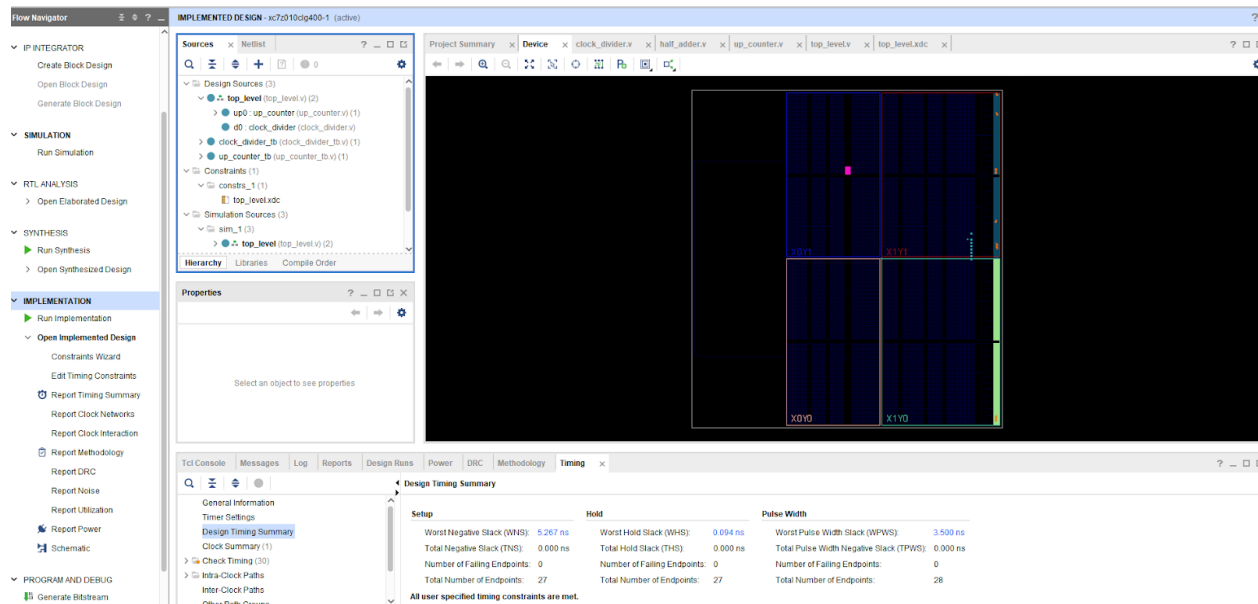 Flow Navigator
?
IP INTEGRATOR
Create Block Design
Open Block Design
Generate Block Design
SIMULATION
Run Simulation
RTL ANALYSIS
Open Elaborated Design
SYNTHESIS
Run Synthesis
Open Synthesized Design
IMPLEMENTATION
Run Implementation
Open Implemented Design
Constraints Wizard
Edit Timing Constraints
Report Timing Summary
Report Clock Networks
Report Clock Interaction
Report Methodology
Report DRC
Report Noise
Report Utilization
Report Power
Schematic
PROGRAM AND DEBUG
Generate Bitstream
IMPLEMENTED DESIGN - xc7z010clg400-1 (active)
?
Sources Netlist ?
0
Design Sources (3)
top_level (top_level.v) (2)
up0 : up_counter (up_counter.v) (1)
d0 : clock_divider (clock_divider.v)
clock_divider_tb (clock_divider_tb.v) (1)
up_counter_tb (up_counter_tb.v) (1)
Constraints (1)
constrs_1 (1)
top_level.xdc
Simulation Sources (3)
sim_1 (3)
top_level (top_level.v) (2)
Hierarchy Libraries Compile Order
Properties ?
Select an object to see properties
Project Summary Device clock_divider.v half_adder.v up_counter.v top_level.v top_level.xdc ?
X0Y1 X1Y1
X0Y0 X1Y0
Tcl Console Messages Log Reports Design Runs Power DRC Methodology Timing ?
General Information
Timer Settings
Design Timing Summary
Clock Summary (1)
Check Timing (30)
Intra-Clock Paths
Inter-Clock Paths
Other Path Groups
Design Timing Summary
Setup Hold Pulse Width
Worst Negative Slack (WNS): 5.267 ns Worst Hold Slack (WHS): 0.094 ns Worst Pulse Width Slack (WPWS): 3.500 ns
Total Negative Slack (TNS): 0.000 ns Total Hold Slack (THS): 0.000 ns Total Pulse Width Negative Slack (TPWS): 0.000 ns
Number of Failing Endpoints: 0 Number of Failing Endpoints: 0 Number of Failing Endpoints: 0
Total Number of Endpoints: 27 Total Number of Endpoints: 27 Total Number of Endpoints: 28
All user specified timing constraints are met.